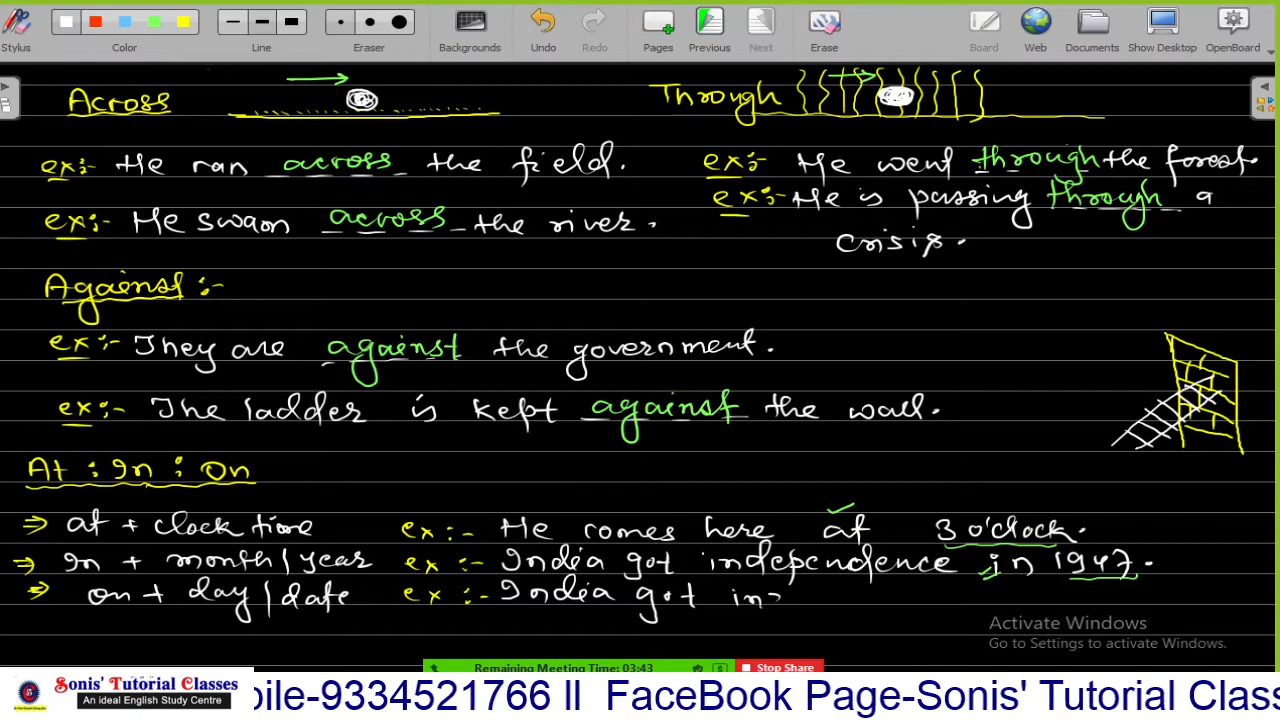 Stylus Color Line Eraser Backgrounds Undo Redo Pages Previous Next Erase Board Web Documents Show Desktop OpenBoard
Across
Through
ex:- He ran across the field.
ex:- He went through the forest.
ex:- He is passing through a
ex:- He swam across the river.
crisis.
Against :-
ex:- They are against the government.
ex:- The ladder is kept against the wall.
At : In : On
⇒ at + clock time ex:- He comes here at 3 o'clock.
⇒ In + month/year ex:- India got independence in 1947.
⇒ on + day/date ex:- India got in
Activate Windows
Go to Settings to activate Windows.
Remaining Meeting Time: 03:43 Stop Share
Sonis' Tutorial Classes
An ideal English Study Centre
bile-9334521766 ll FaceBook Page-Sonis' Tutorial Class